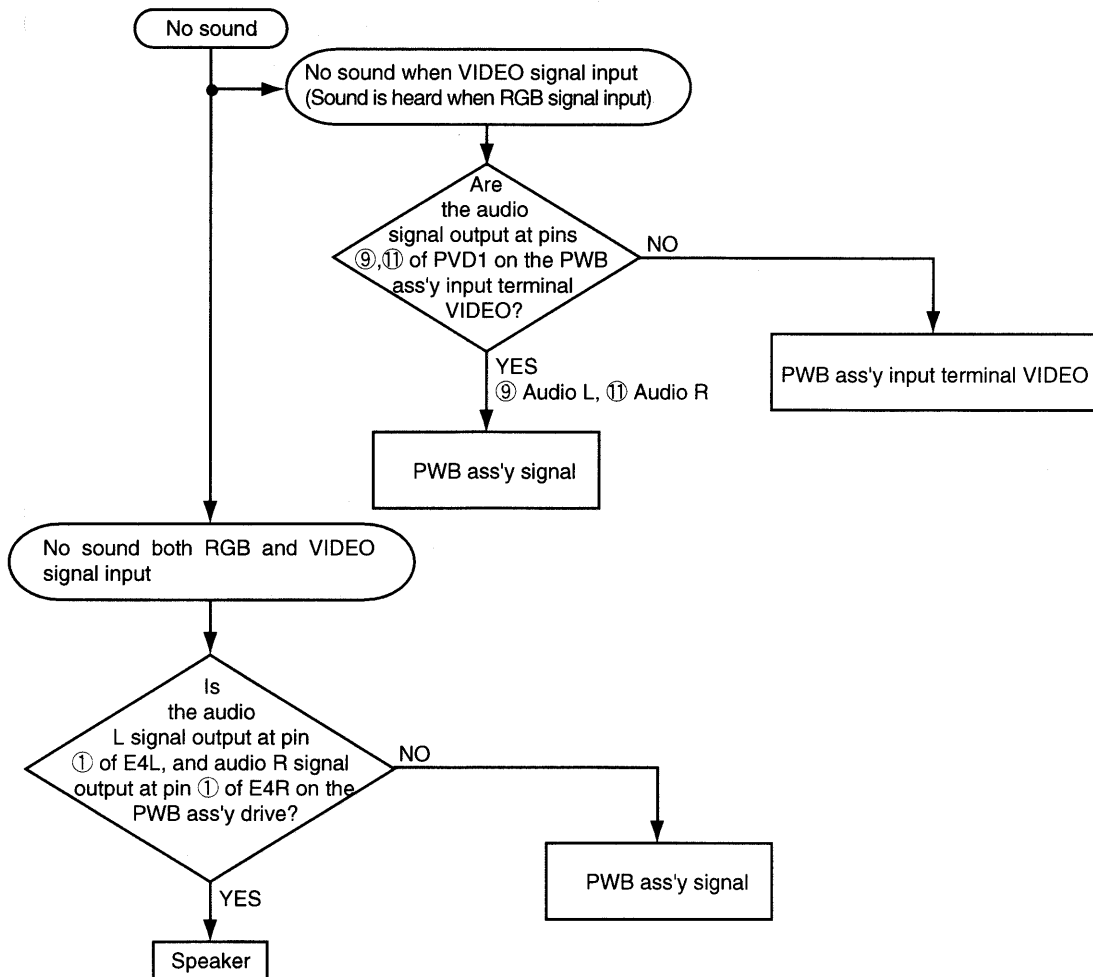 No sound
No sound when VIDEO signal input
(Sound is heard when RGB signal input)
Are
the audio
signal output at pins
⑨,⑪ of PVD1 on the PWB
ass'y input terminal
VIDEO?
NO
YES
⑨ Audio L, ⑪ Audio R
PWB ass'y input terminal VIDEO
PWB ass'y signal
No sound both RGB and VIDEO
signal input
Is
the audio
L signal output at pin
① of E4L, and audio R signal
output at pin ① of E4R on the
PWB ass'y drive?
NO
YES
PWB ass'y signal
Speaker